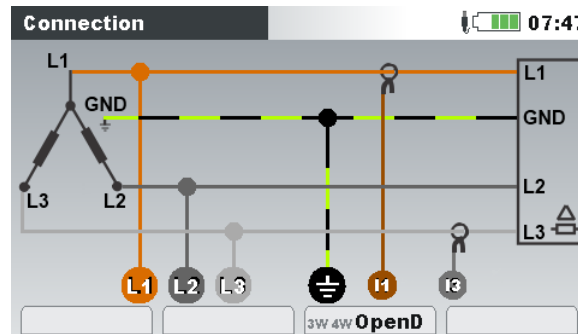 Connection 07:47
L1 L1
GND GND
L3 L2 L2
L3
L1 L2 L3 I1 I3
3W 4W OpenD